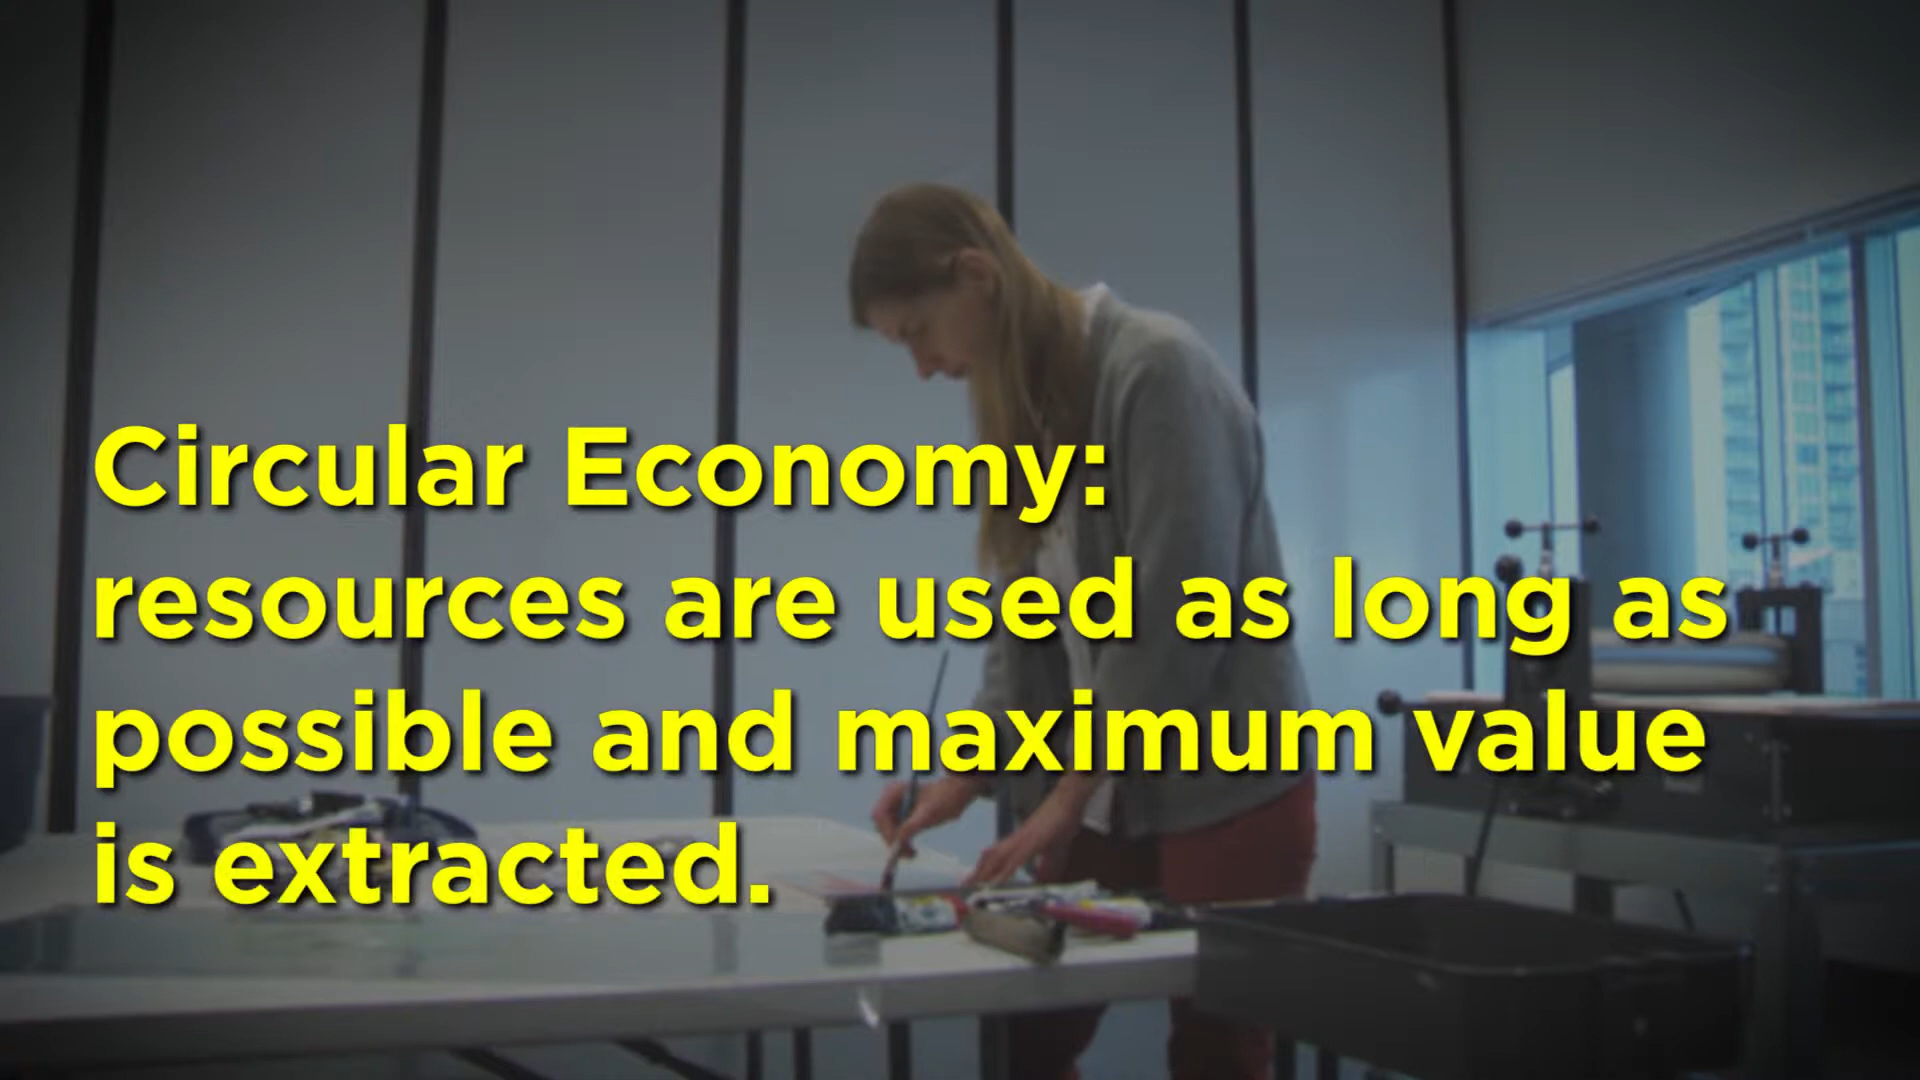 Circular Economy:
resources are used as long as
possible and maximum value
is extracted.